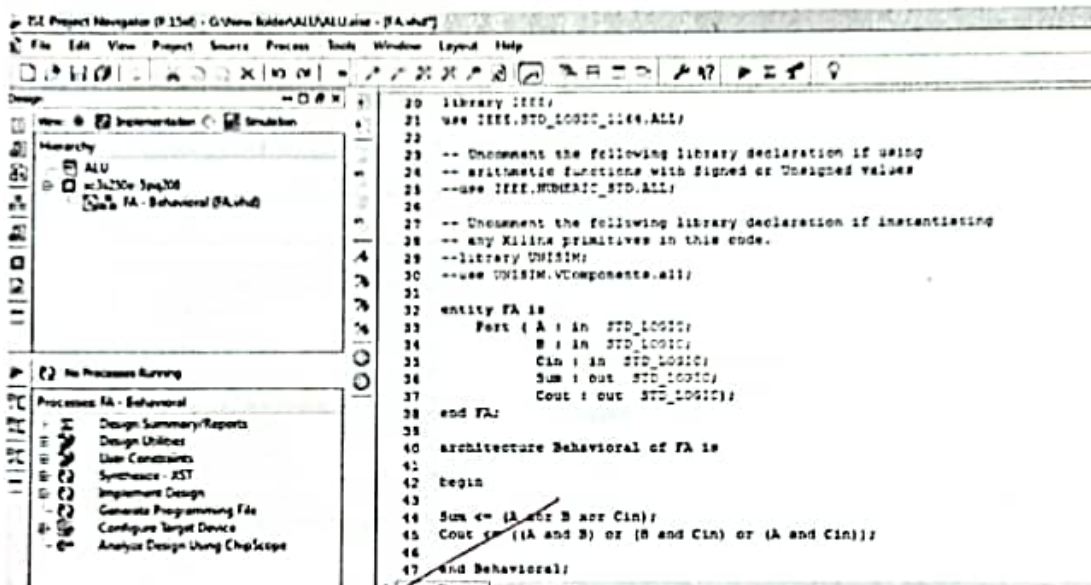 ISE Project Navigator - G:\New folder\ALU\ALU.xise - [FA.vhd*]
File Edit View Project Source Process Tools Window Layout Help
Design
View: Implementation Simulation
Hierarchy
ALU
xc3s250e-5pq208
FA - Behavioral (FA.vhd)
No Processes Running
Processes: FA - Behavioral
Design Summary/Reports
Design Utilities
User Constraints
Synthesize - XST
Implement Design
Generate Programming File
Configure Target Device
Analyze Design Using ChipScope
20 library IEEE;
21 use IEEE.STD_LOGIC_1164.ALL;
22
23 -- Uncomment the following library declaration if using
24 -- arithmetic functions with Signed or Unsigned values
25 --use IEEE.NUMERIC_STD.ALL;
26
27 -- Uncomment the following library declaration if instantiating
28 -- any Xilinx primitives in this code.
29 --library UNISIM;
30 --use UNISIM.VComponents.all;
31
32 entity FA is
33 Port ( A : in STD_LOGIC;
34 B : in STD_LOGIC;
35 Cin : in STD_LOGIC;
36 Sum : out STD_LOGIC;
37 Cout : out STD_LOGIC);
38 end FA;
39
40 architecture Behavioral of FA is
41
42 begin
43
44 Sum <= (A xor B xor Cin);
45 Cout <= ((A and B) or (B and Cin) or (A and Cin));
46
47 end Behavioral;